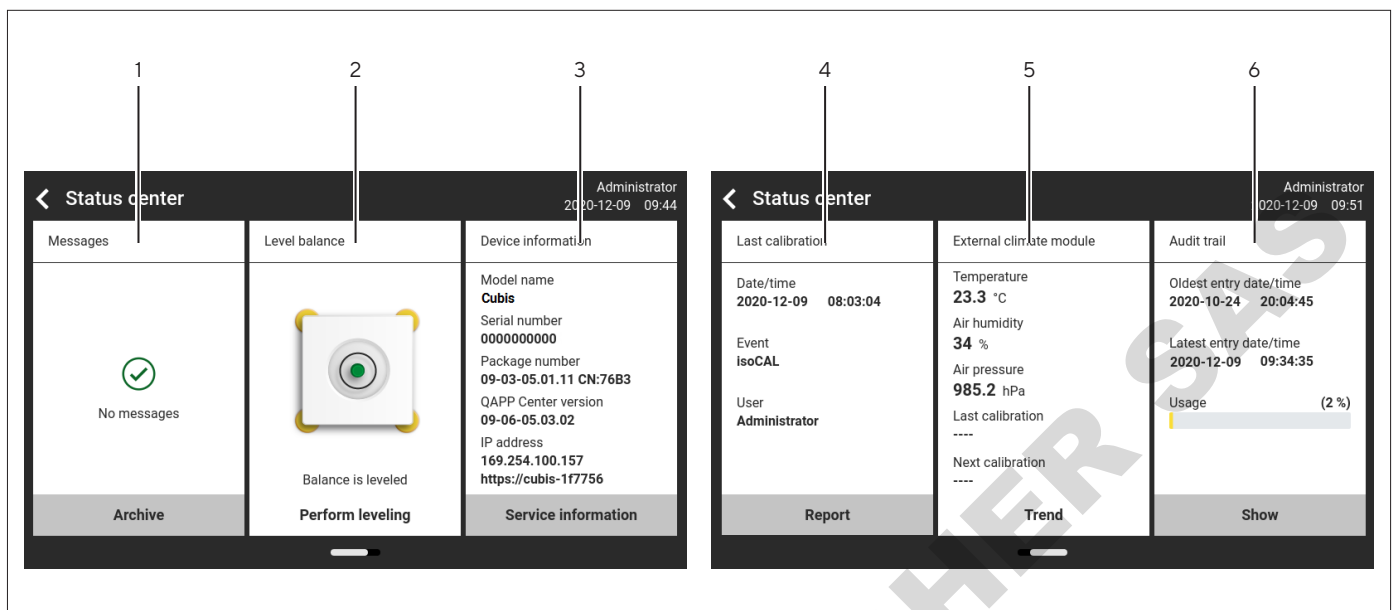 1 2 3 4 5 6
Status center
Administrator
2020-12-09 09:44
Messages
No messages
Archive
Level balance
Balance is leveled
Perform leveling
Device information
Model name
Cubis
Serial number
0000000000
Package number
09-03-05.01.11 CN:76B3
QAPP Center version
09-06-05.03.02
IP address
169.254.100.157
https://cubis-1f7756
Service information
Status center
Administrator
2020-12-09 09:51
Last calibration
Date/time
2020-12-09 08:03:04
Event
isoCAL
User
Administrator
Report
External climate module
Temperature
23.3 °C
Air humidity
34 %
Air pressure
985.2 hPa
Last calibration
----
Next calibration
----
Trend
Audit trail
Oldest entry date/time
2020-10-24 20:04:45
Latest entry date/time
2020-12-09 09:34:35
Usage (2 %)
Show
HER SAS